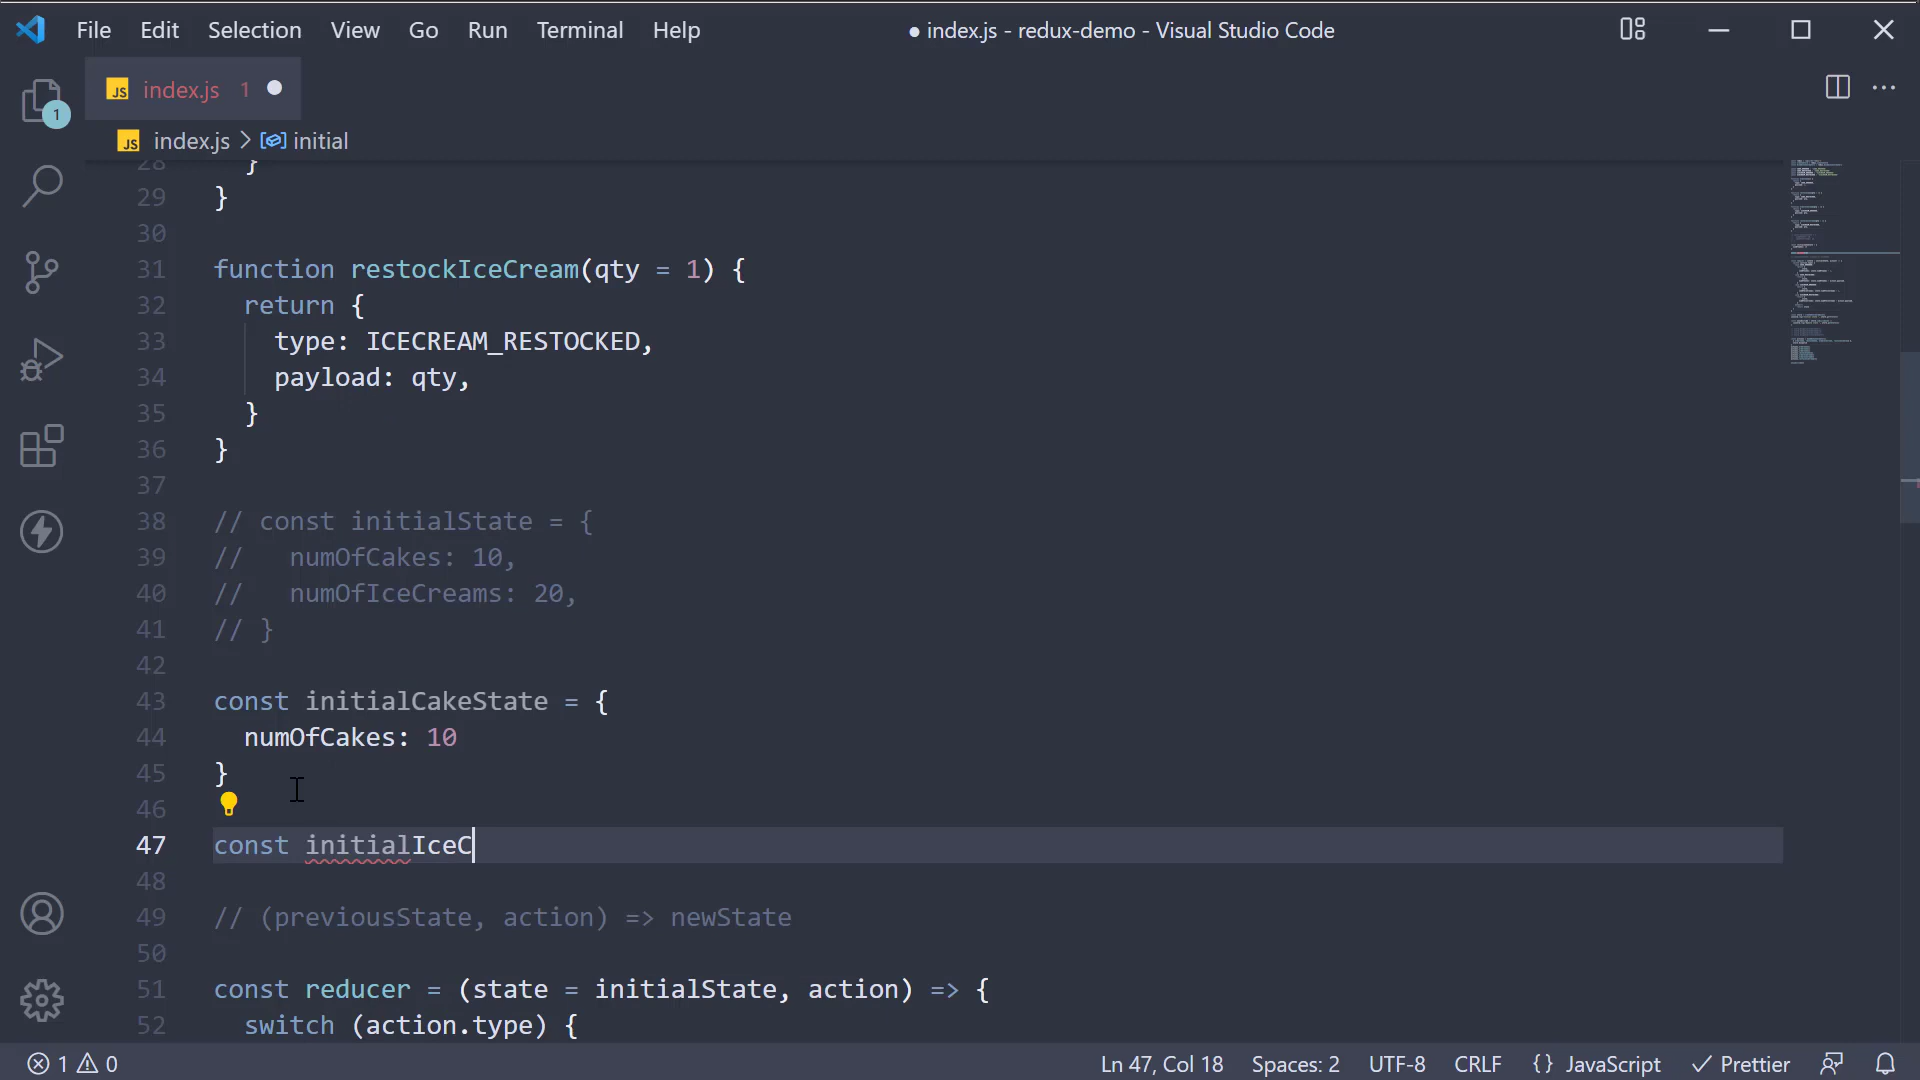 File Edit Selection View Go Run Terminal Help
● index.js - redux-demo - Visual Studio Code
JS index.js 1
1
JS index.js > initial
28 }
29 }
30
31 function restockIceCream(qty = 1) {
32 return {
33 type: ICECREAM_RESTOCKED,
34 payload: qty,
35 }
36 }
37
38 // const initialState = {
39 // numOfCakes: 10,
40 // numOfIceCreams: 20,
41 // }
42
43 const initialCakeState = {
44 numOfCakes: 10
45 }
46
47 const initialIceC
48
49 // (previousState, action) => newState
50
51 const reducer = (state = initialState, action) => {
52 switch (action.type) {
1 0 Ln 47, Col 18 Spaces: 2 UTF-8 CRLF {} JavaScript ✓ Prettier